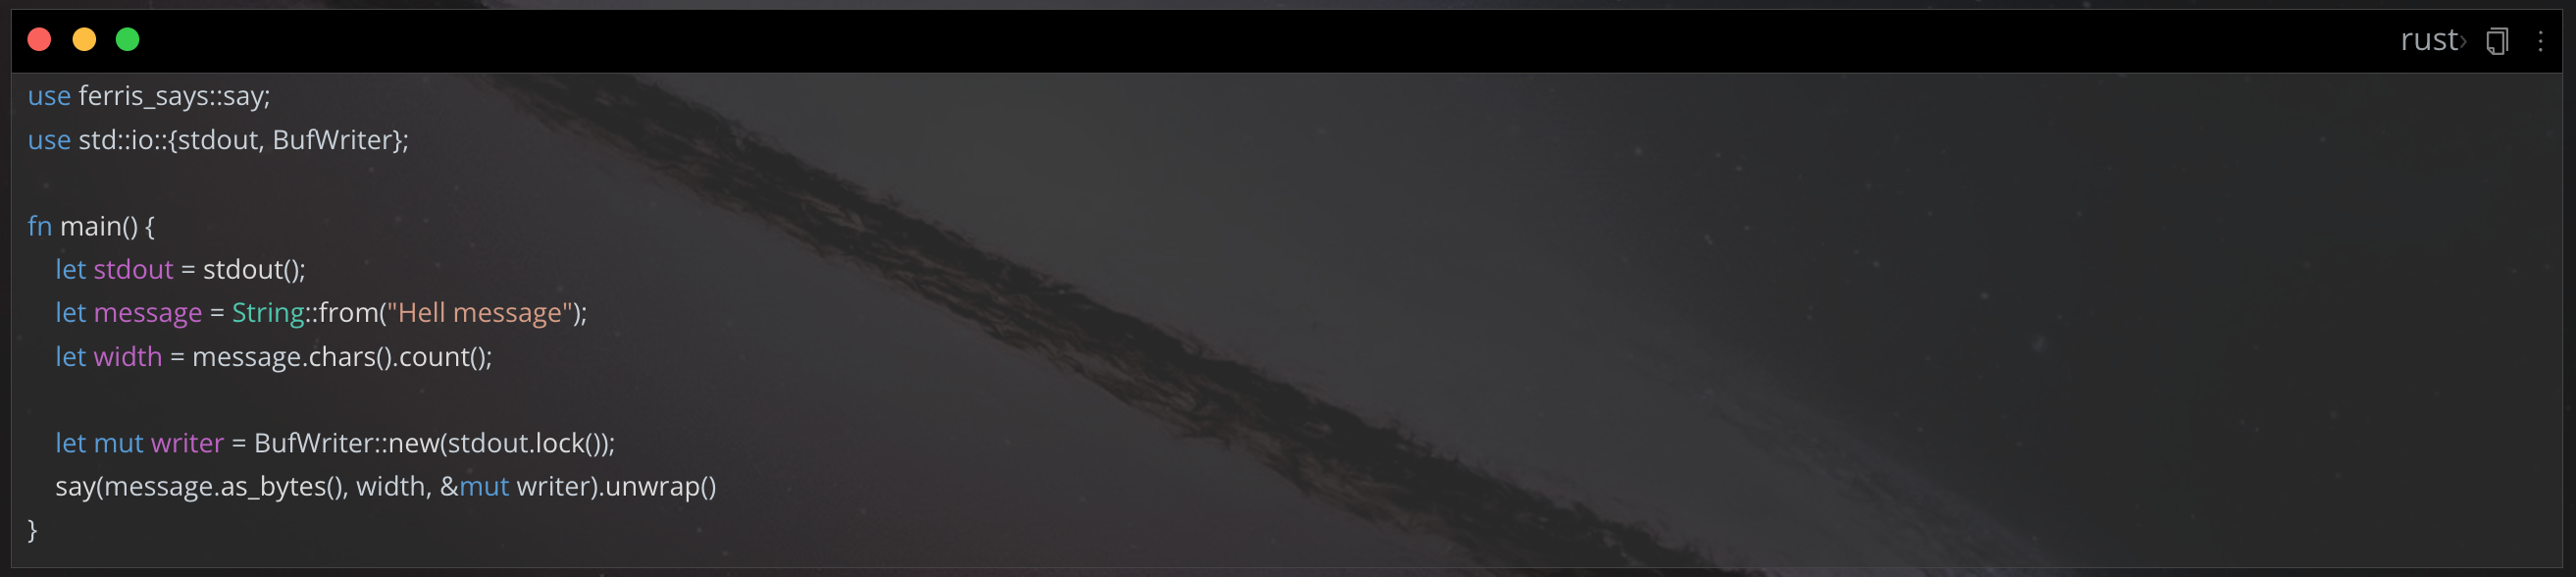 rust
use ferris_says::say;
use std::io::{stdout, BufWriter};
fn main() {
let stdout = stdout();
let message = String::from("Hell message");
let width = message.chars().count();
let mut writer = BufWriter::new(stdout.lock());
say(message.as_bytes(), width, &mut writer).unwrap()
}